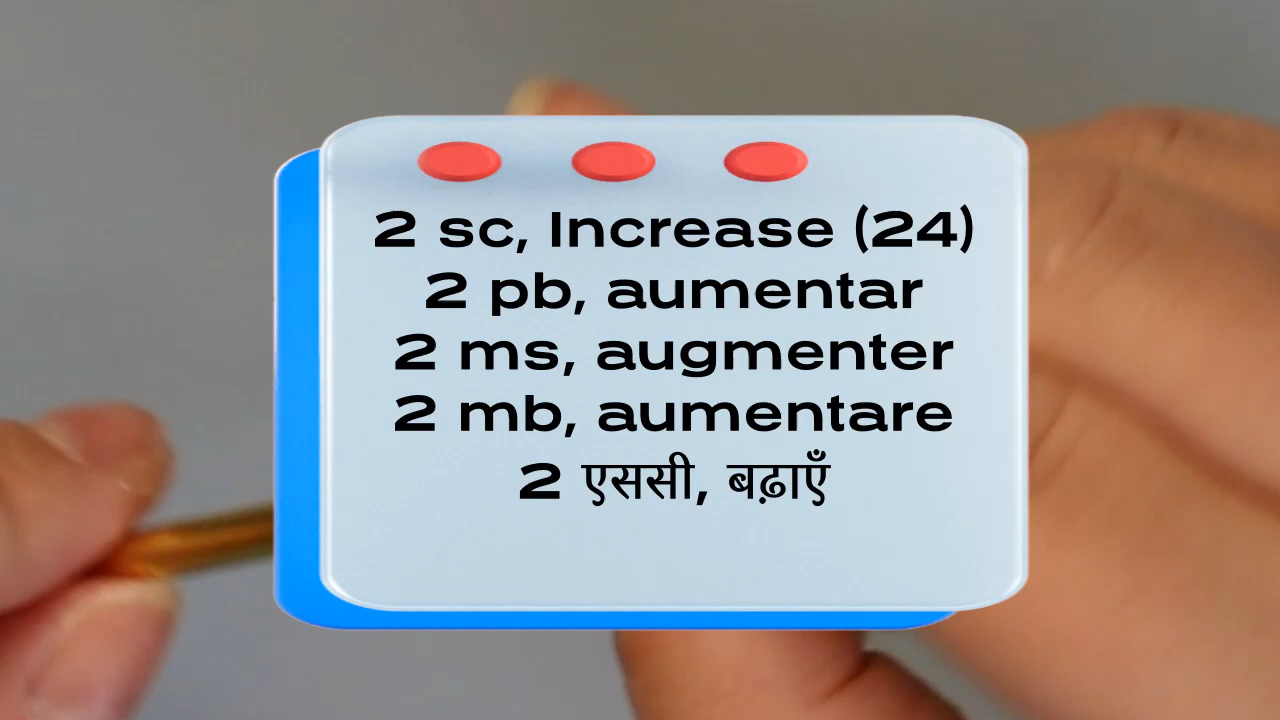 2 sc, Increase (24)
2 pb, aumentar
2 ms, augmenter
2 mb, aumentare
2 एससी, बढ़ाएँ